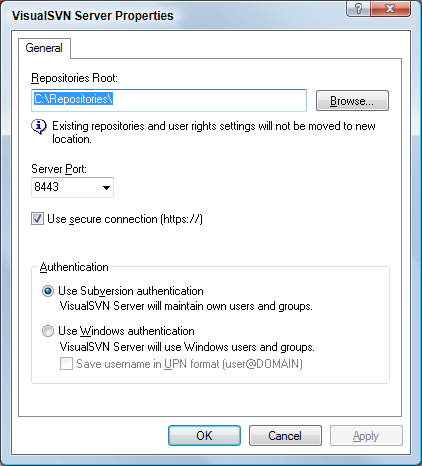 VisualSVN Server Properties
General
Repositories Root:
C:\Repositories\
Browse...
Existing repositories and user rights settings will not be moved to new
location.
Server Port:
8443
Use secure connection (https://)
Authentication
Use Subversion authentication
VisualSVN Server will maintain own users and groups.
Use Windows authentication
VisualSVN Server will use Windows users and groups.
Save username in UPN format (user@DOMAIN)
OK
Cancel
Apply